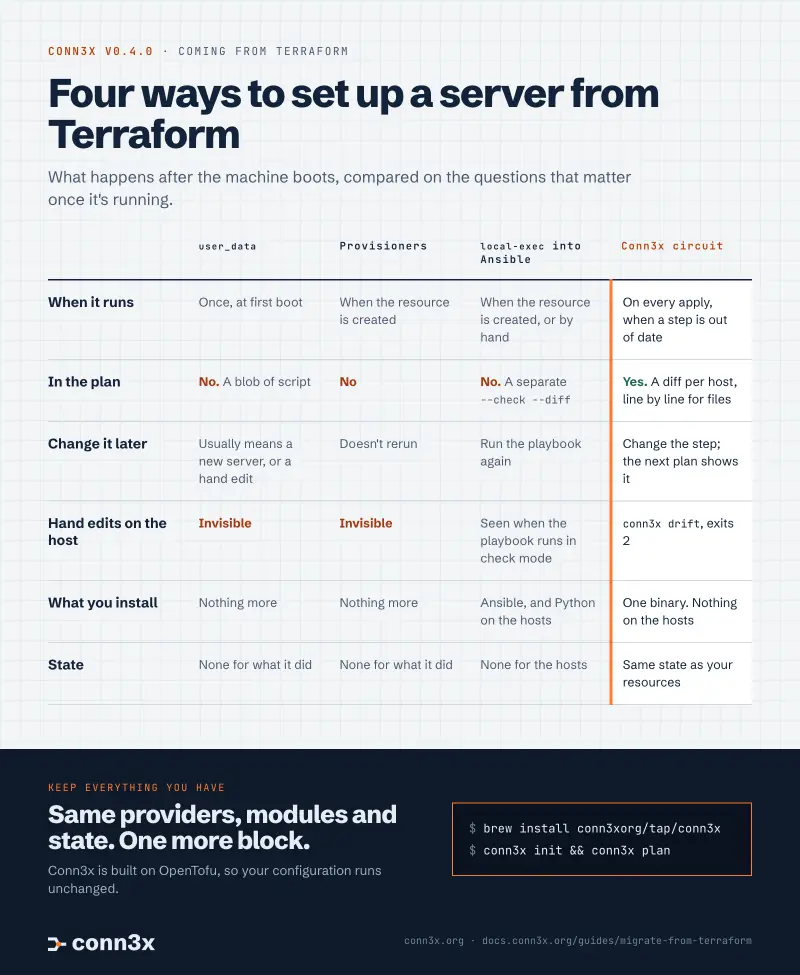 CONN3X V0.4.0 · COMING FROM TERRAFORM
Four ways to set up a server from
Terraform
What happens after the machine boots, compared on the questions that matter
once it's running.
user_data
Provisioners
local-exec into
Ansible
Conn3x circuit
When it runs
Once, at first boot
When the resource
is created
When the resource
is created, or by
hand
On every apply,
when a step is out
of date
In the plan
No. A blob of script
No
No. A separate
--check --diff
Yes. A diff per host,
line by line for files
Change it later
Usually means a
new server, or a
hand edit
Doesn't rerun
Run the playbook
again
Change the step;
the next plan shows
it
Hand edits on the
host
Invisible
Invisible
Seen when the
playbook runs in
check mode
conn3x drift, exits
2
What you install
Nothing more
Nothing more
Ansible, and Python
on the hosts
One binary. Nothing
on the hosts
State
None for what it did
None for what it did
None for the hosts
Same state as your
resources
KEEP EVERYTHING YOU HAVE
Same providers, modules and
state. One more block.
Conn3x is built on OpenTofu, so your configuration runs
unchanged.
$ brew install conn3xorg/tap/conn3x
$ conn3x init && conn3x plan
conn3x
conn3x.org · docs.conn3x.org/guides/migrate-from-terraform